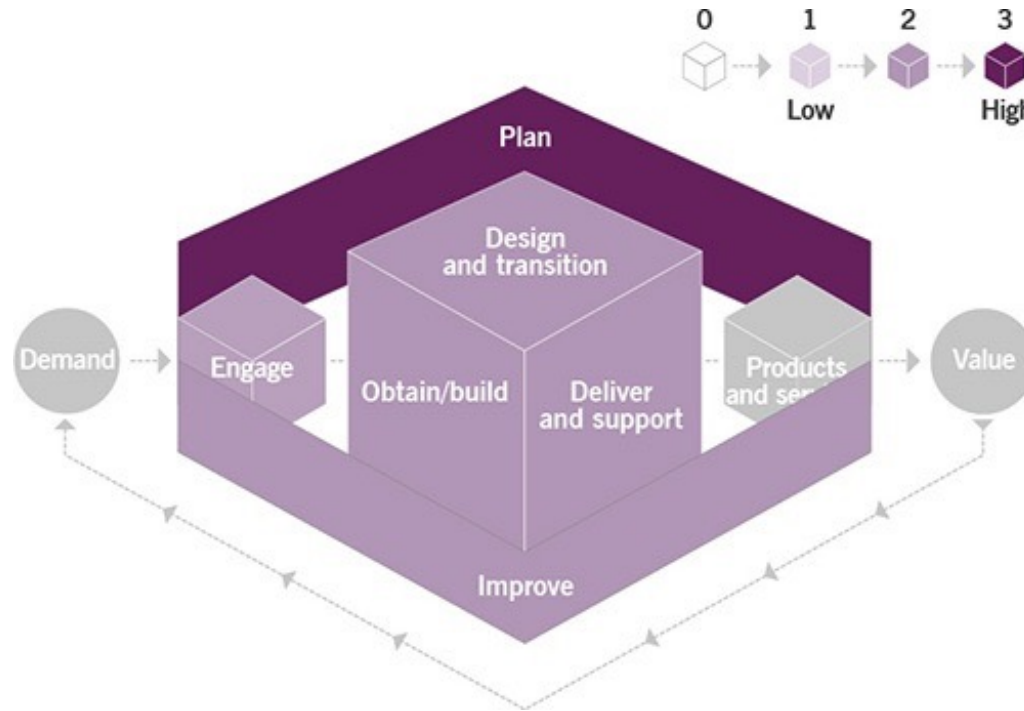 0 1 2 3
Low
Plan
Design
and transition
Demand
Engage
Obtain/build
Deliver
and support
Products
and
Value
Improve